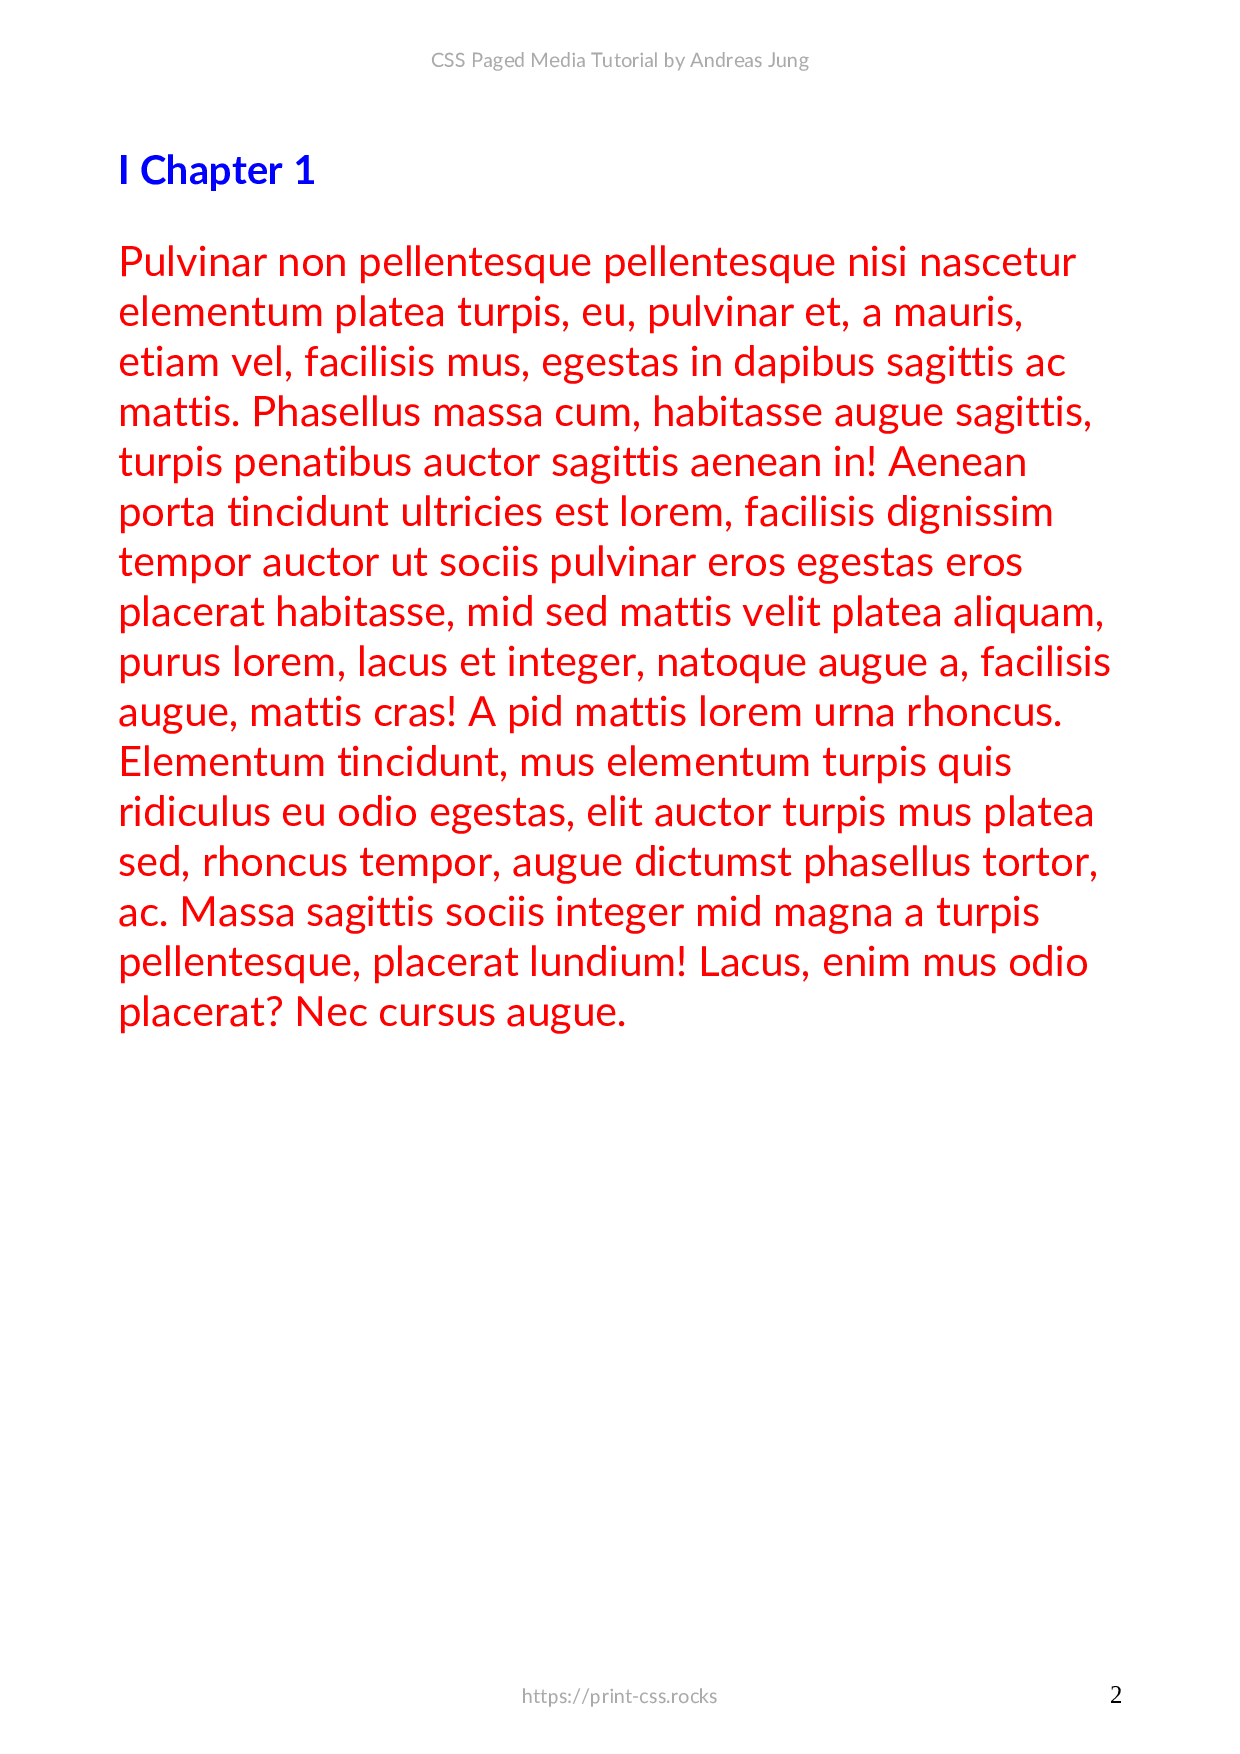 CSS Paged Media Tutorial by Andreas Jung
I Chapter 1
Pulvinar non pellentesque pellentesque nisi nascetur
elementum platea turpis, eu, pulvinar et, a mauris,
etiam vel, facilisis mus, egestas in dapibus sagittis ac
mattis. Phasellus massa cum, habitasse augue sagittis,
turpis penatibus auctor sagittis aenean in! Aenean
porta tincidunt ultricies est lorem, facilisis dignissim
tempor auctor ut sociis pulvinar eros egestas eros
placerat habitasse, mid sed mattis velit platea aliquam,
purus lorem, lacus et integer, natoque augue a, facilisis
augue, mattis cras! A pid mattis lorem urna rhoncus.
Elementum tincidunt, mus elementum turpis quis
ridiculus eu odio egestas, elit auctor turpis mus platea
sed, rhoncus tempor, augue dictumst phasellus tortor,
ac. Massa sagittis sociis integer mid magna a turpis
pellentesque, placerat lundium! Lacus, enim mus odio
placerat? Nec cursus augue.
https://print-css.rocks
2